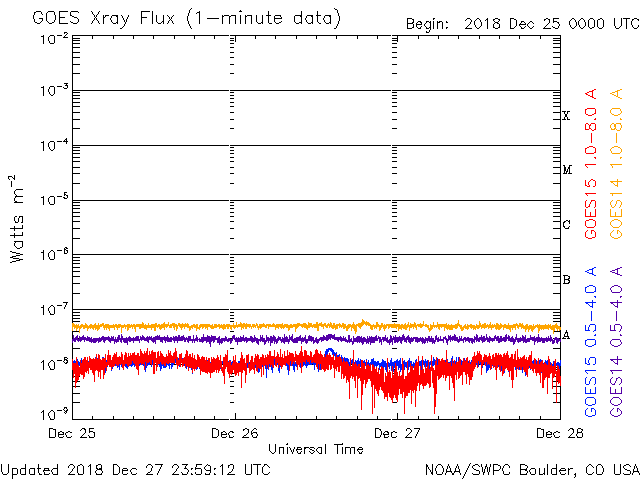 GOES Xray Flux (1-minute data)
Begin: 2018 Dec 25 0000 UTC
10⁻²
10⁻³
10⁻⁴
10⁻⁵
10⁻⁶
10⁻⁷
10⁻⁸
10⁻⁹
Watts m⁻²
X
M
C
B
A
GOES15 1.0-8.0 A
GOES14 1.0-8.0 A
GOES15 0.5-4.0 A
GOES14 0.5-4.0 A
Dec 25 Dec 26 Dec 27 Dec 28
Universal Time
Updated 2018 Dec 27 23:59:12 UTC
NOAA/SWPC Boulder, CO USA